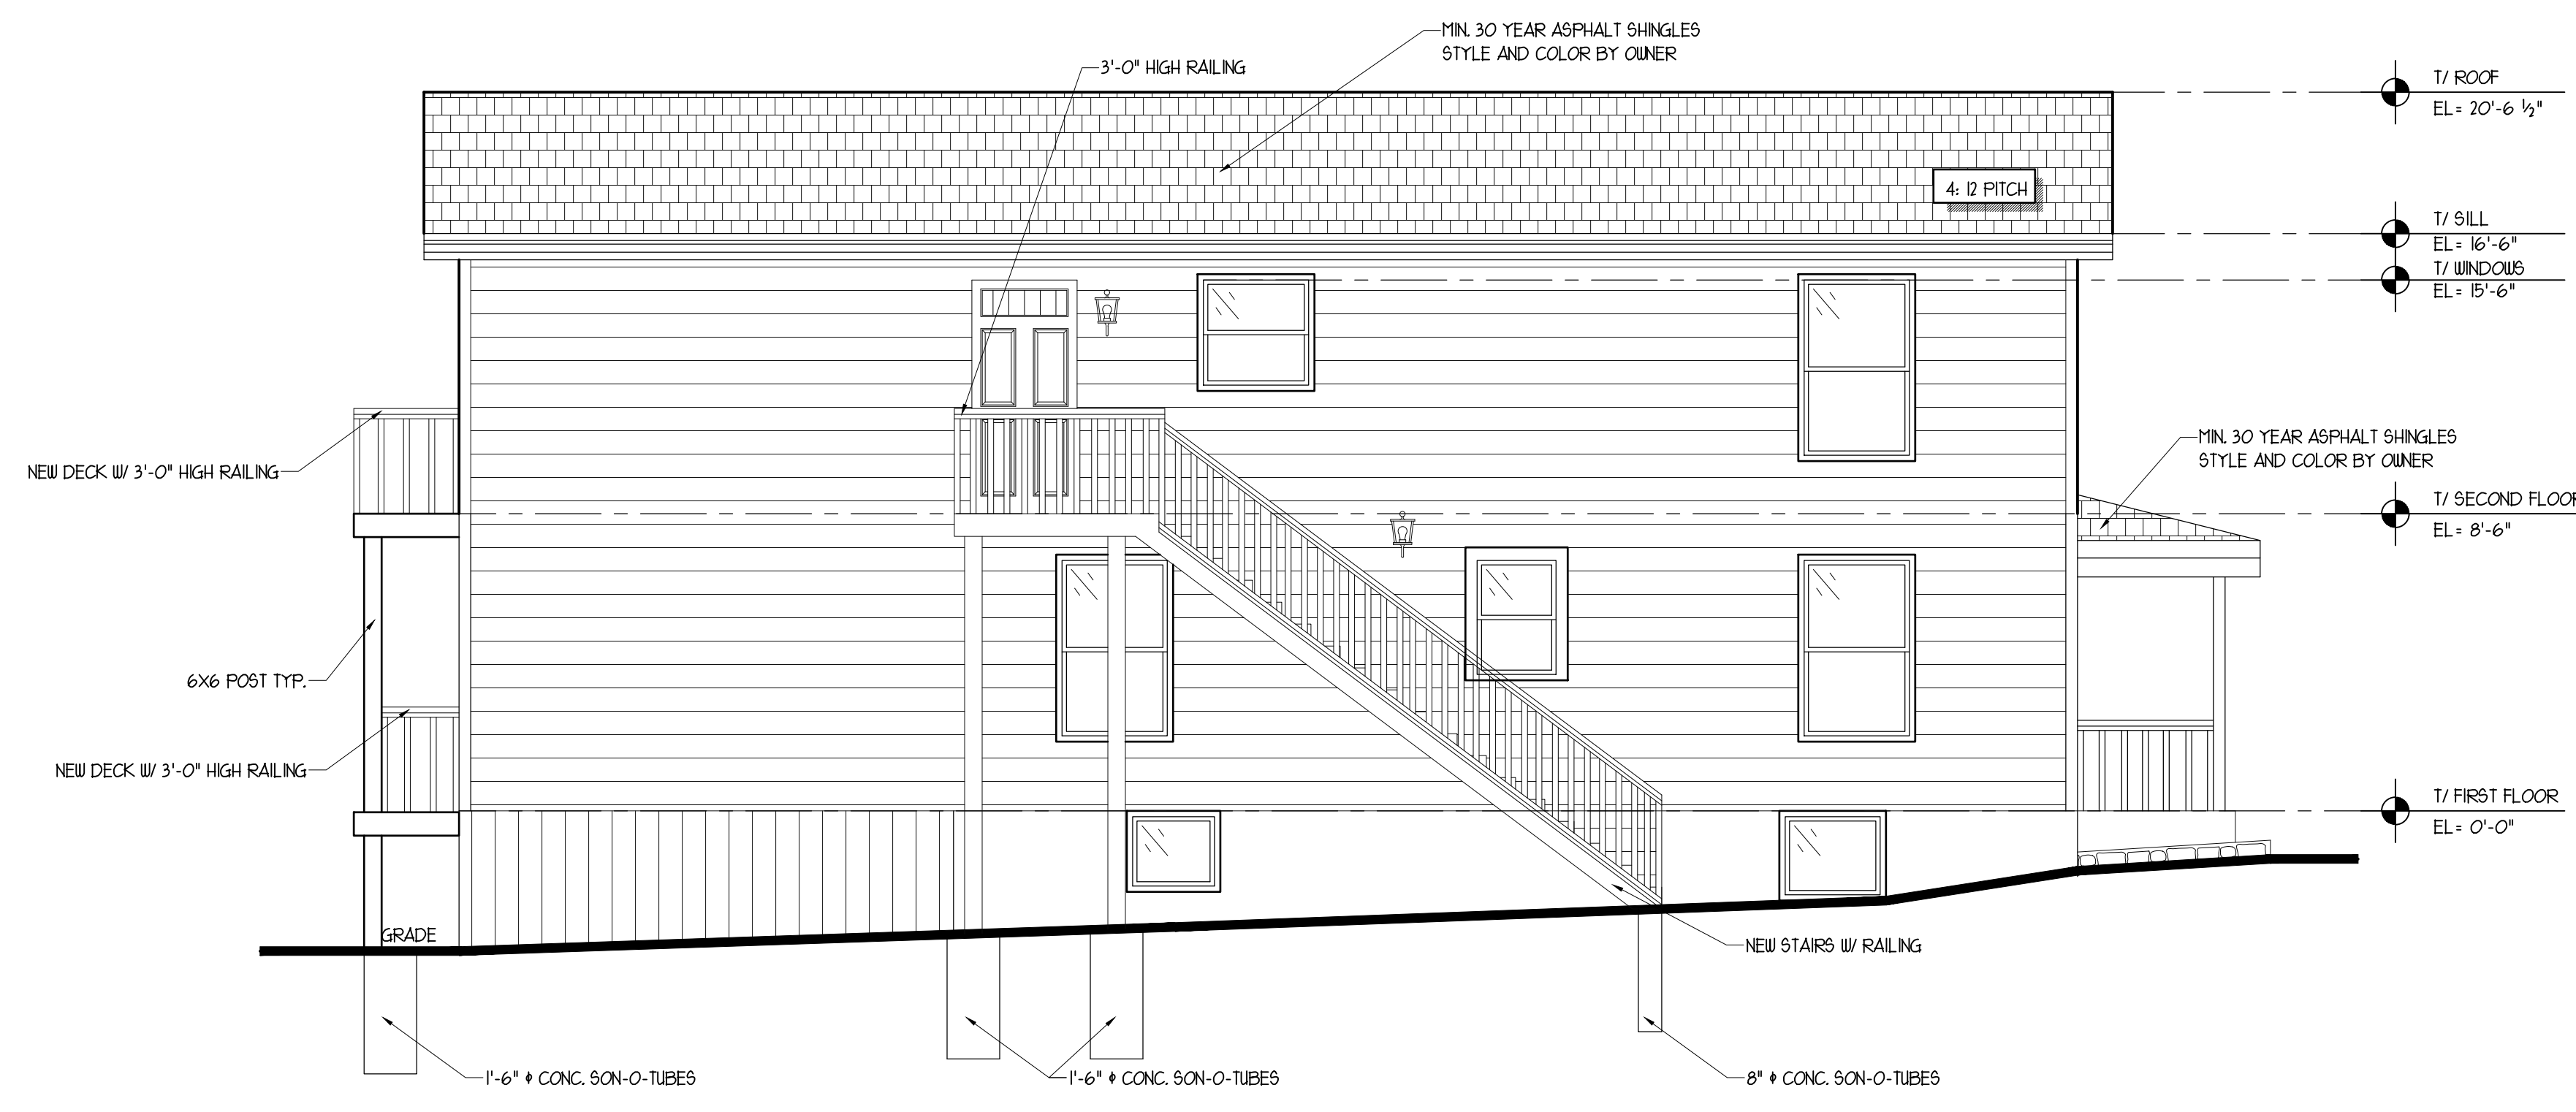 MIN. 30 YEAR ASPHALT SHINGLES
STYLE AND COLOR BY OWNER
3'-0" HIGH RAILING
T/ ROOF
EL= 20'-6 ½"
4: 12 PITCH
T/ SILL
EL= 16'-6"
T/ WINDOWS
EL= 15'-6"
MIN. 30 YEAR ASPHALT SHINGLES
STYLE AND COLOR BY OWNER
NEW DECK W/ 3'-0" HIGH RAILING
T/ SECOND FLOOR
EL= 8'-6"
6X6 POST TYP.
NEW DECK W/ 3'-0" HIGH RAILING
T/ FIRST FLOOR
EL= 0'-0"
GRADE
NEW STAIRS W/ RAILING
1'-6" ϕ CONC. SON-O-TUBES
1'-6" ϕ CONC. SON-O-TUBES
8" ϕ CONC. SON-O-TUBES